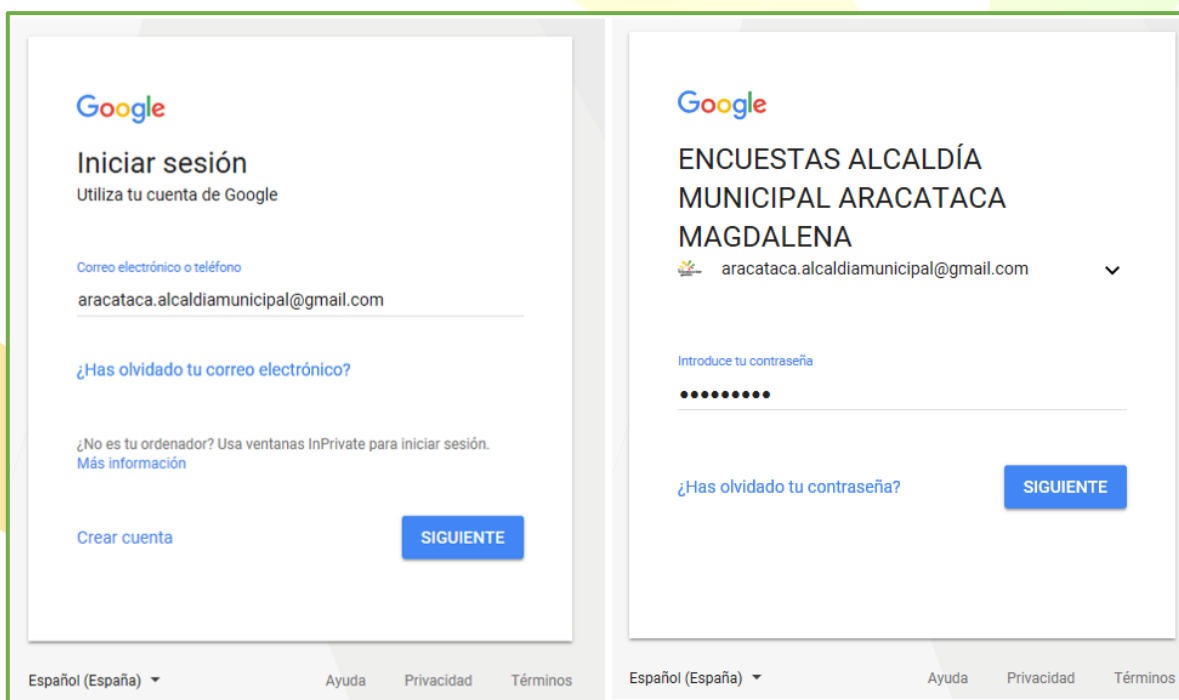 Google
Iniciar sesión
Utiliza tu cuenta de Google
Correo electrónico o teléfono
aracataca.alcaldiamunicipal@gmail.com
¿Has olvidado tu correo electrónico?
¿No es tu ordenador? Usa ventanas InPrivate para iniciar sesión.
Más información
Crear cuenta
SIGUIENTE
Español (España)
Ayuda
Privacidad
Términos
Google
ENCUESTAS ALCALDÍA
MUNICIPAL ARACATACA
MAGDALENA
aracataca.alcaldiamunicipal@gmail.com
Introduce tu contraseña
•••••••••
¿Has olvidado tu contraseña?
SIGUIENTE
Español (España)
Ayuda
Privacidad
Términos